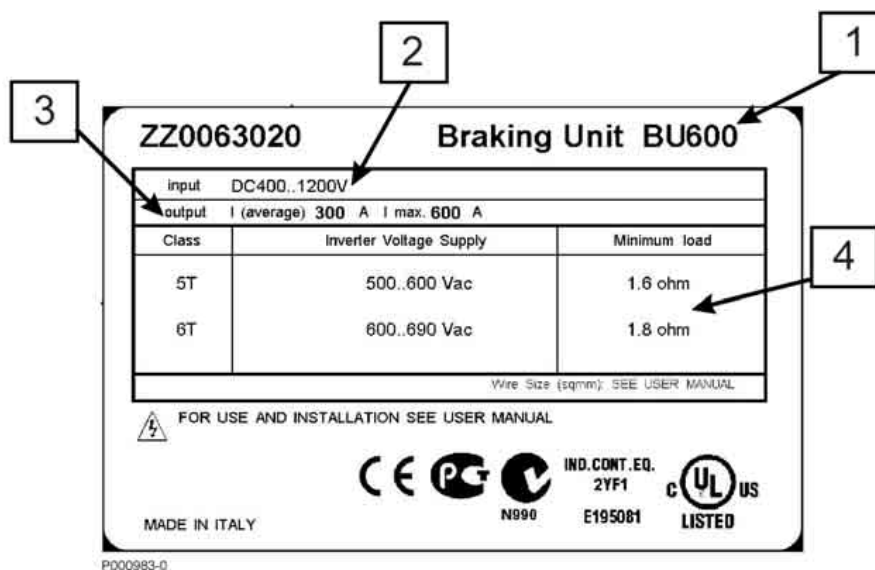 1
2
3
ZZ0063020 Braking Unit BU600
input DC400..1200V
output I (average) 300 A I max. 600 A
Class Inverter Voltage Supply Minimum load
4
5T 500..600 Vac 1.6 ohm
6T 600..690 Vac 1.8 ohm
Wire Size (sqmm): SEE USER MANUAL
FOR USE AND INSTALLATION SEE USER MANUAL
CE PCT N990 IND.CONT.EQ. 2YF1 E195081 C UL US LISTED
MADE IN ITALY
P000983-0